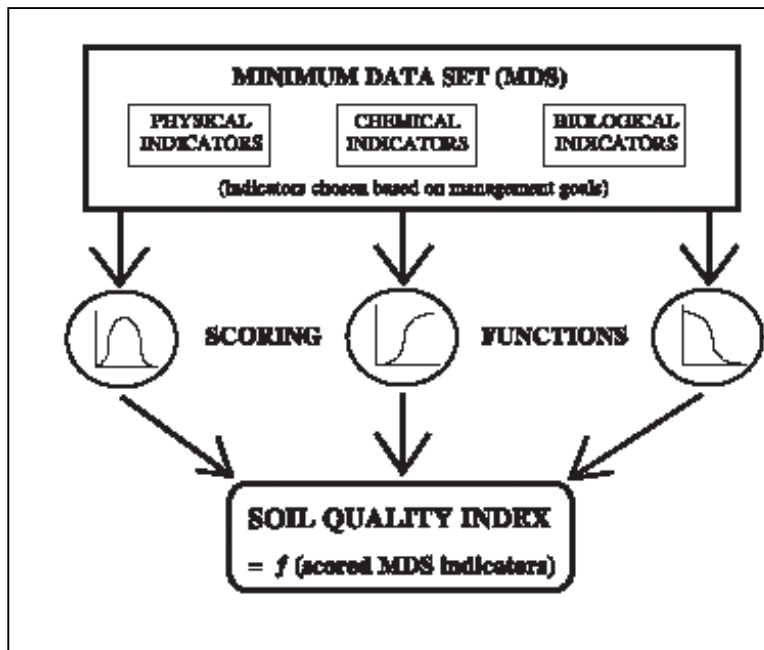 MINIMUM DATA SET (MDS)
PHYSICAL
INDICATORS
CHEMICAL
INDICATORS
BIOLOGICAL
INDICATORS
(Indicators chosen based on management goals)
SCORING
FUNCTIONS
SOIL QUALITY INDEX
= f (scored MDS indicators)